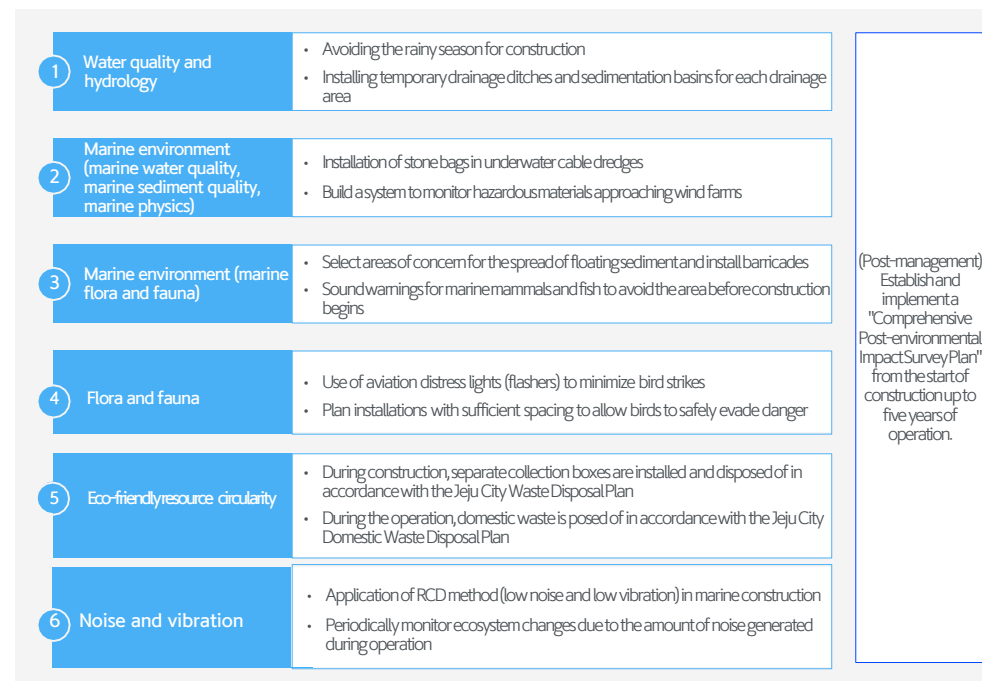 1
Water quality and
hydrology
• Avoiding the rainy season for construction
• Installing temporary drainage ditches and sedimentation basins for each drainage
area
2
Marine environment
(marine water quality,
marine sediment quality,
marine physics)
• Installation of stone bags in underwater cable dredges
• Build a system to monitor hazardous materials approaching wind farms
3
Marine environment (marine
flora and fauna)
• Select areas of concern for the spread of floating sediment and install barricades
• Sound warnings for marine mammals and fish to avoid the area before construction
begins
4
Flora and fauna
• Use of aviation distress lights (flashers) to minimize bird strikes
• Plan installations with sufficient spacing to allow birds to safely evade danger
5
Eco-friendly resource circularity
• During construction, separate collection boxes are installed and disposed of in
accordance with the Jeju City Waste Disposal Plan
• During the operation, domestic waste is posed of in accordance with the Jeju City
Domestic Waste Disposal Plan
6
Noise and vibration
• Application of RCD method (low noise and low vibration) in marine construction
• Periodically monitor ecosystem changes due to the amount of noise generated
during operation
(Post-management)
Establish and
implement a
"Comprehensive
Post-environmental
Impact Survey Plan"
from the start of
construction up to
five years of
operation.